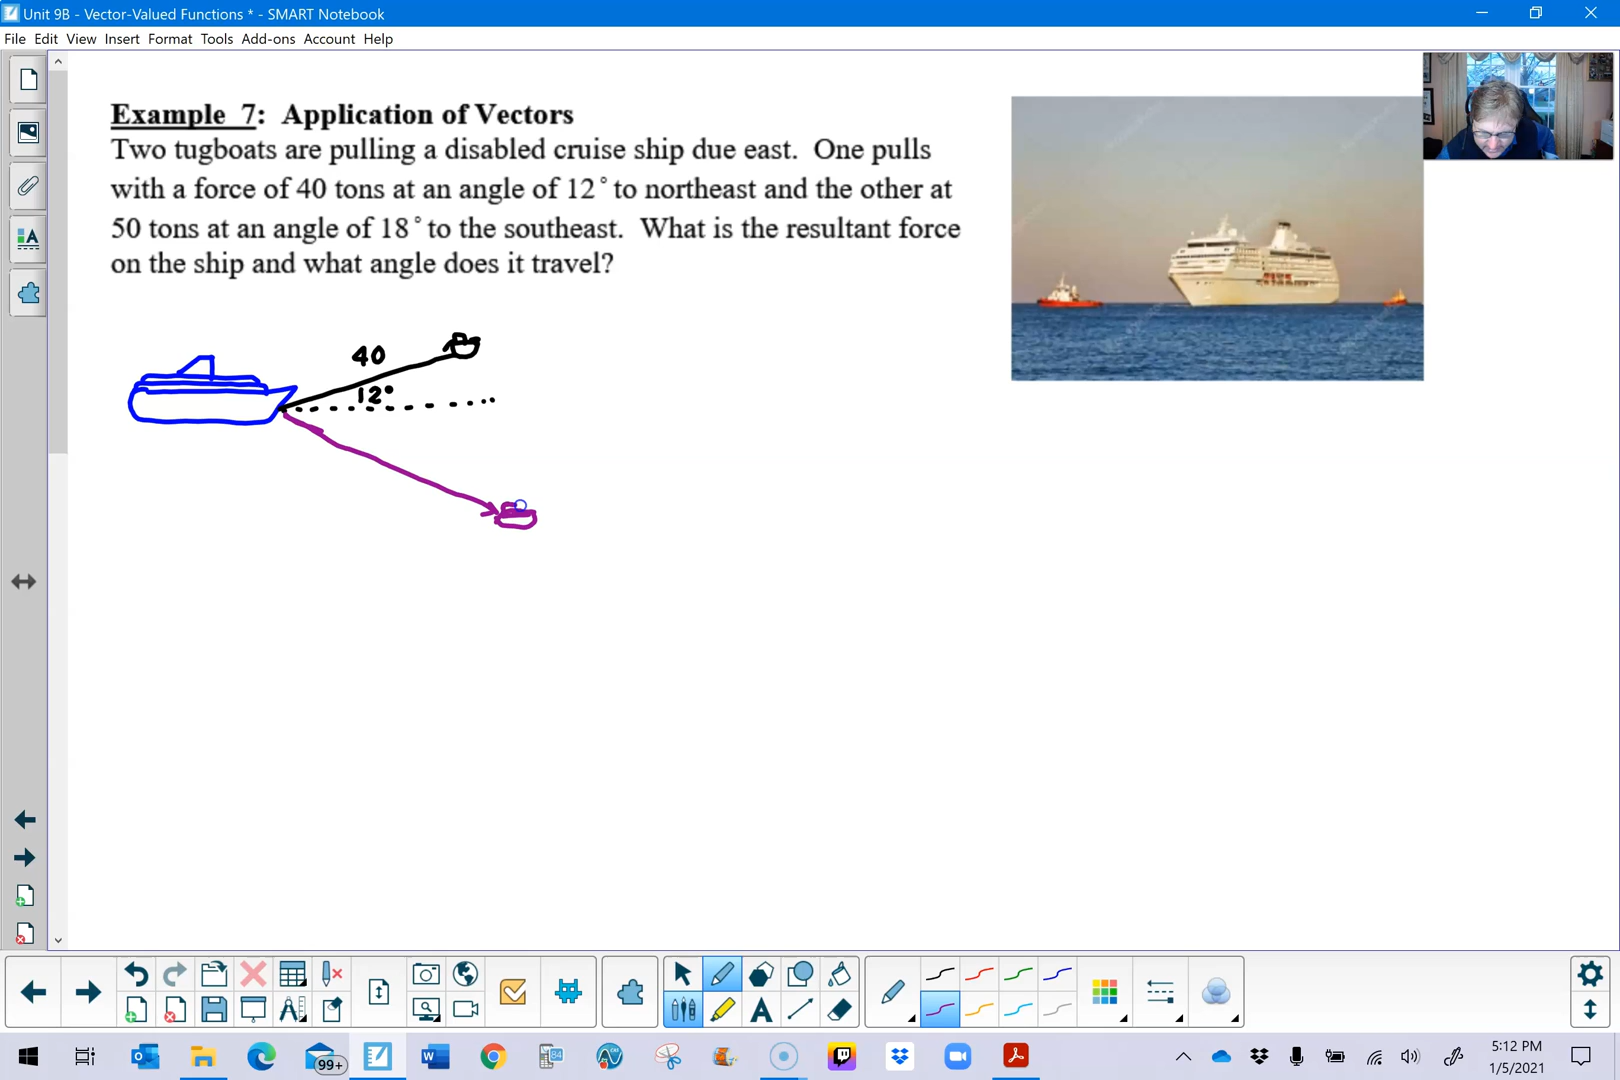 Unit 9B - Vector-Valued Functions * - SMART Notebook
File Edit View Insert Format Tools Add-ons Account Help
Example 7: Application of Vectors
Two tugboats are pulling a disabled cruise ship due east. One pulls
with a force of 40 tons at an angle of 12° to northeast and the other at
50 tons at an angle of 18° to the southeast. What is the resultant force
on the ship and what angle does it travel?
40
12°
99+
84
5:12 PM
1/5/2021